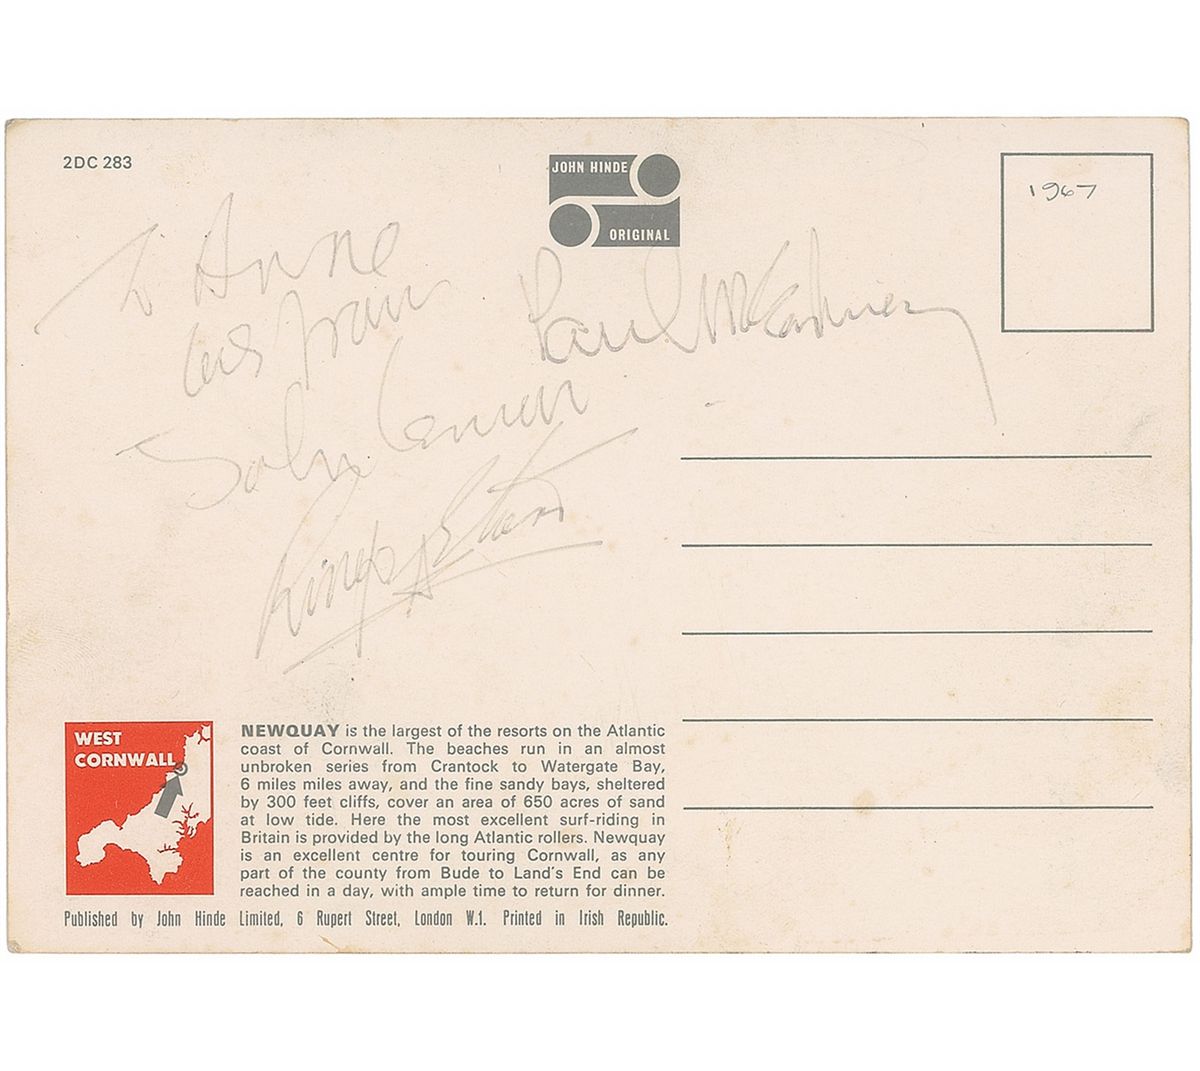 2DC 283
JOHN HINDE
ORIGINAL
1967
To Anne
love from
John Lennon
Paul McCartney
Ringo Starr
WEST
CORNWALL
NEWQUAY is the largest of the resorts on the Atlantic
coast of Cornwall. The beaches run in an almost
unbroken series from Crantock to Watergate Bay,
6 miles miles away, and the fine sandy bays, sheltered
by 300 feet cliffs, cover an area of 650 acres of sand
at low tide. Here the most excellent surf-riding in
Britain is provided by the long Atlantic rollers. Newquay
is an excellent centre for touring Cornwall, as any
part of the county from Bude to Land's End can be
reached in a day, with ample time to return for dinner.
Published by John Hinde Limited, 6 Rupert Street, London W.1. Printed in Irish Republic.